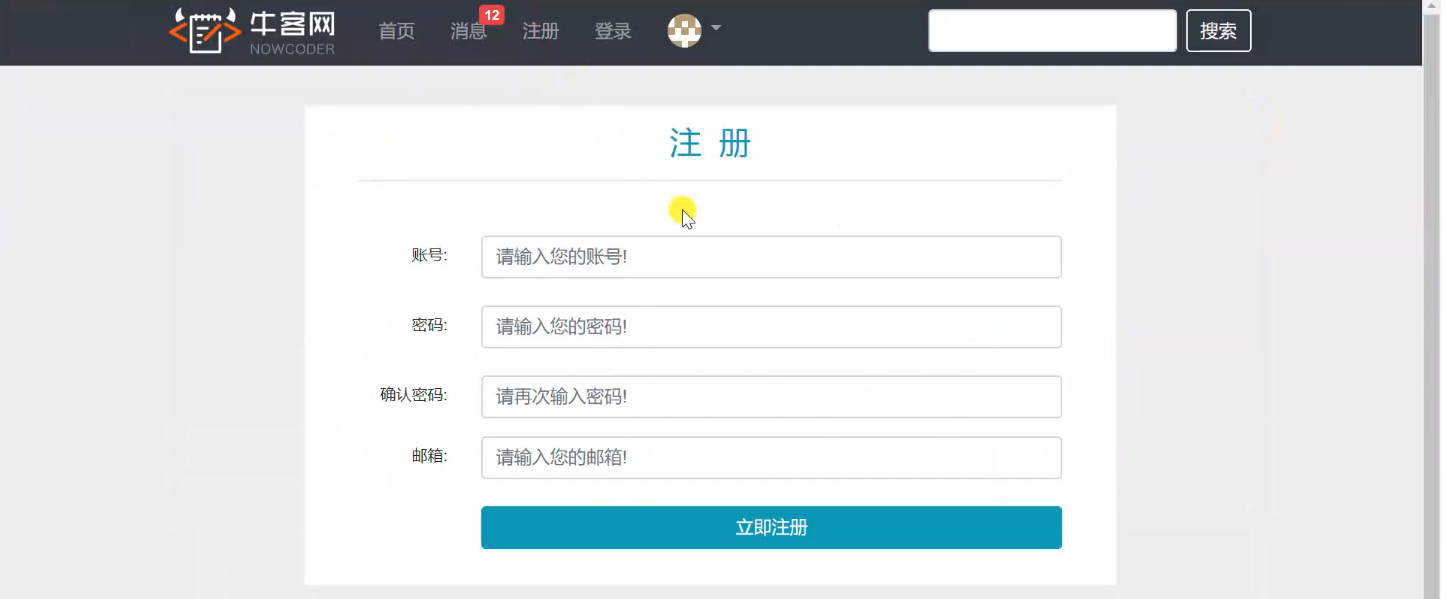 牛客网
NOWCODER
首页 消息 12 注册 登录 搜索
注 册
账号: 请输入您的账号!
密码: 请输入您的密码!
确认密码: 请再次输入密码!
邮箱: 请输入您的邮箱!
立即注册